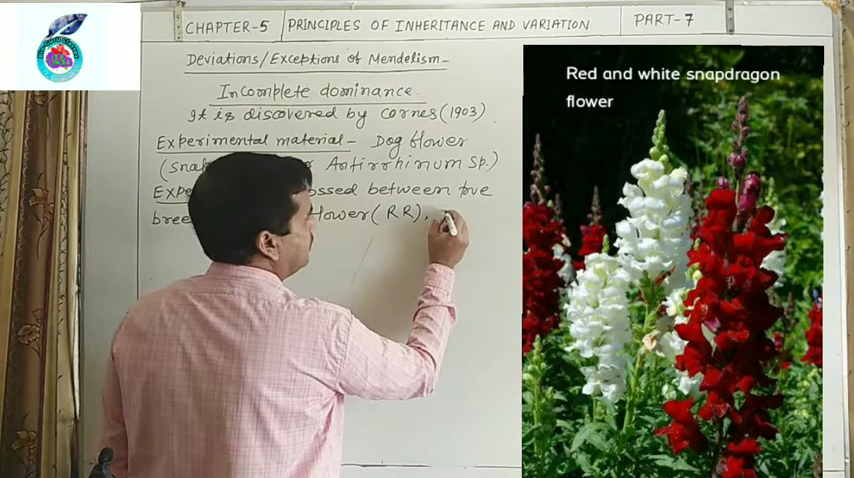 CHAPTER-5 PRINCIPLES OF INHERITANCE AND VARIATION PART-7
Deviations/Exceptions of Mendelism-
Incomplete dominance.
It is discovered by Cornes (1903)
Experimental material- Dog flower
(Snap Antirrhinum sp.)
Expe ossed between true
bree flower (RR),
Red and white snapdragon
flower